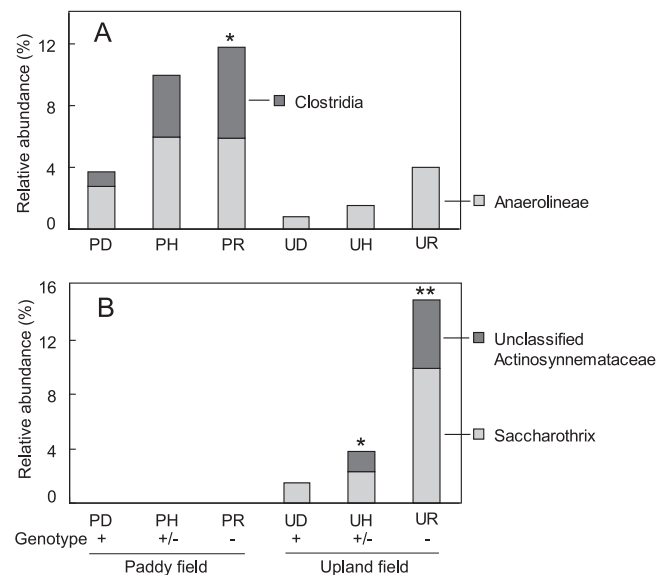 A
Relative abundance (%)
12
8
4
0
*
Clostridia
Anaerolineae
PD PH PR UD UH UR
B
Relative abundance (%)
16
12
8
4
0
*
**
Unclassified
Actinosynnemataceae
Saccharothrix
PD PH PR UD UH UR
Genotype + +/- - + +/- -
Paddy field Upland field